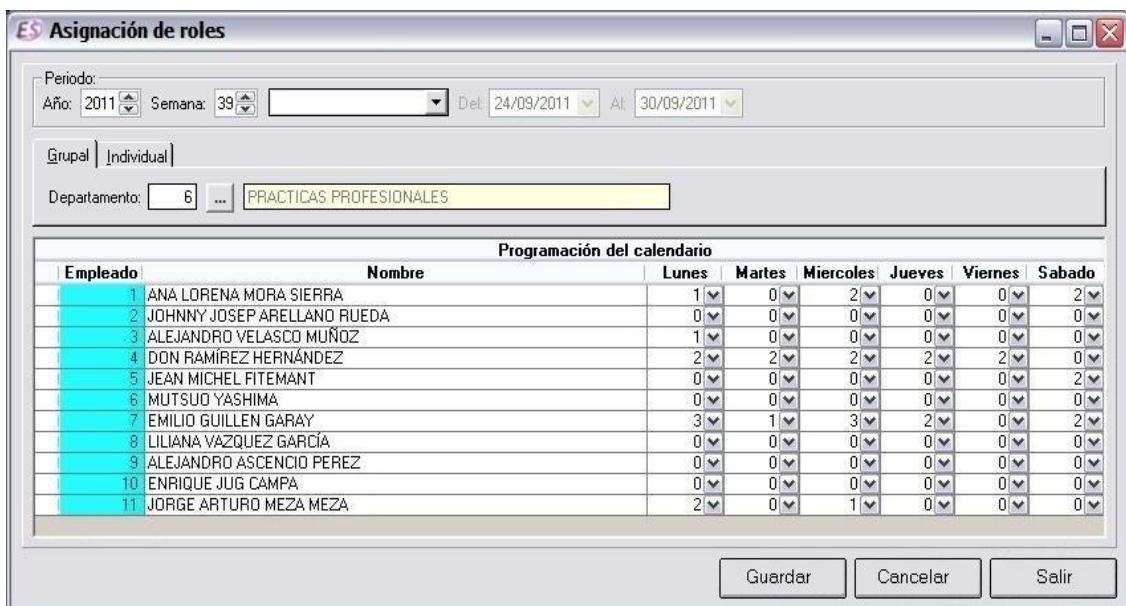 ES Asignación de roles
Periodo:
Año: 2011 Semana: 39 Del: 24/09/2011 Al: 30/09/2011
Grupal Individual
Departamento: 6 ... PRACTICAS PROFESIONALES
Programación del calendario
Empleado Nombre Lunes Martes Miercoles Jueves Viernes Sabado
1 ANA LORENA MORA SIERRA 1 0 2 0 0 2
2 JOHNNY JOSEP ARELLANO RUEDA 0 0 0 0 0 0
3 ALEJANDRO VELASCO MUÑOZ 1 0 0 0 0 0
4 DON RAMÍREZ HERNÁNDEZ 2 2 2 2 2 0
5 JEAN MICHEL FITEMANT 0 0 0 0 0 2
6 MUTSUO YASHIMA 0 0 0 0 0 0
7 EMILIO GUILLEN GARAY 3 1 3 2 0 2
8 LILIANA VAZQUEZ GARCÍA 0 0 0 0 0 0
9 ALEJANDRO ASCENCIO PEREZ 0 0 0 0 0 0
10 ENRIQUE JUG CAMPA 0 0 0 0 0 0
11 JORGE ARTURO MEZA MEZA 2 0 1 0 0 0
Guardar Cancelar Salir